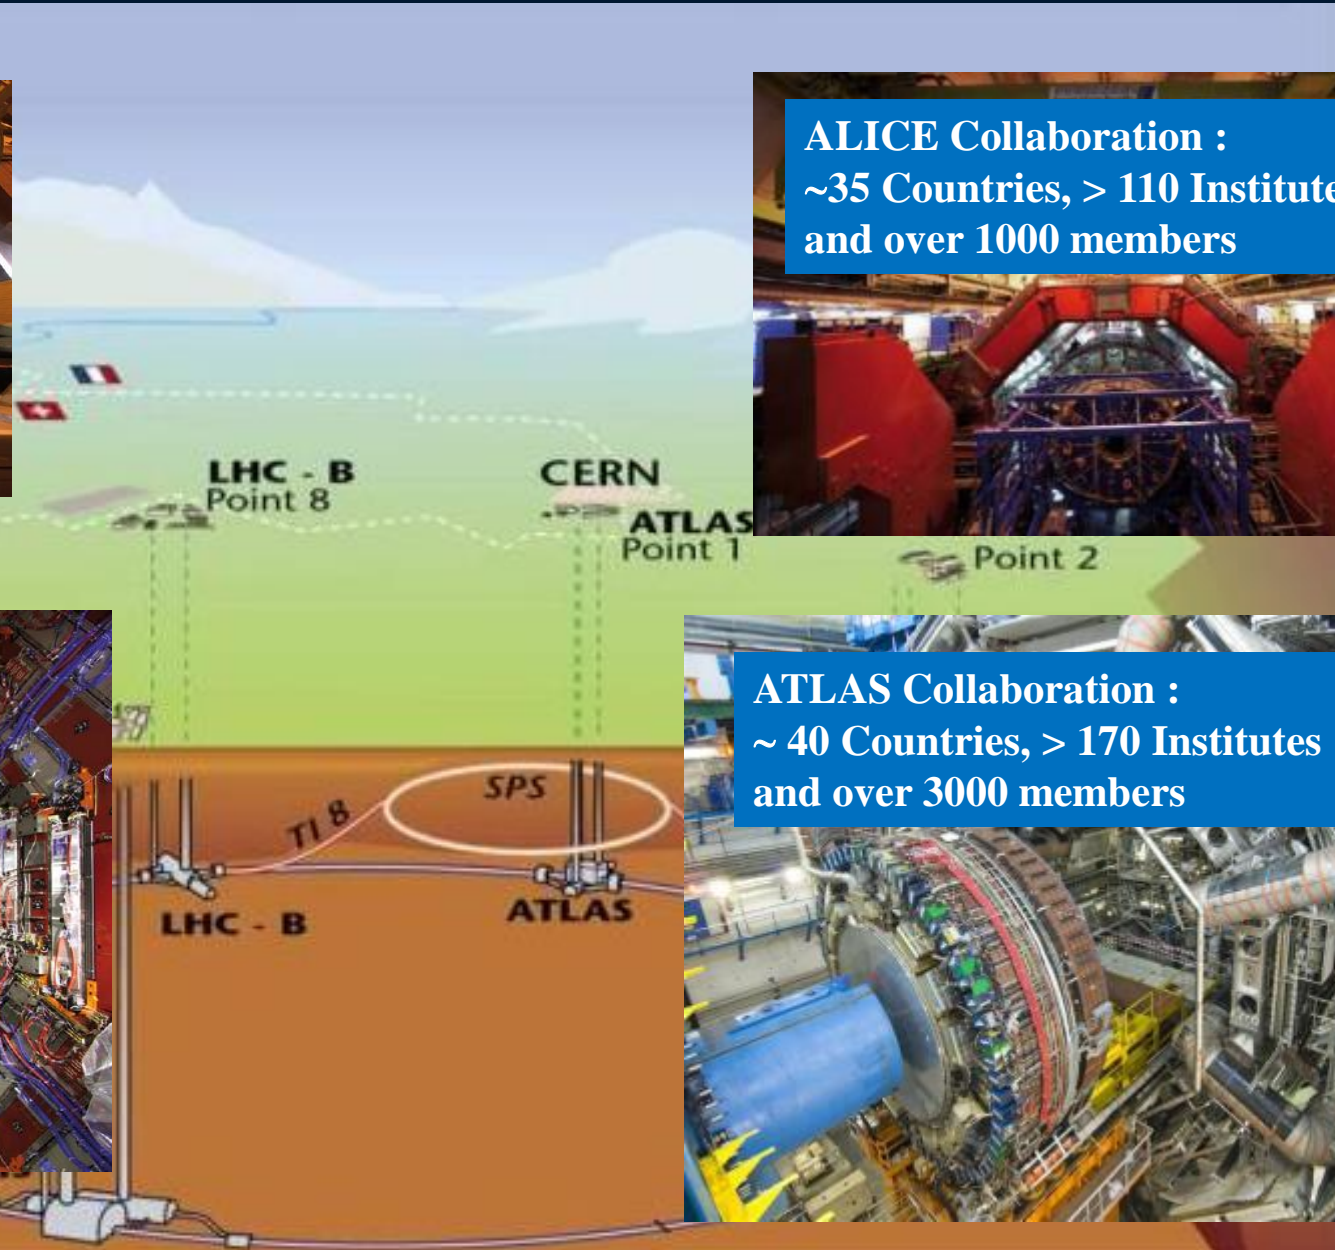 ALICE Collaboration :
~35 Countries, > 110 Institute
and over 1000 members
LHC - B
Point 8
CERN
ATLAS
Point 1
Point 2
ATLAS Collaboration :
~ 40 Countries, > 170 Institutes
and over 3000 members
SPS
TI 8
LHC - B
ATLAS